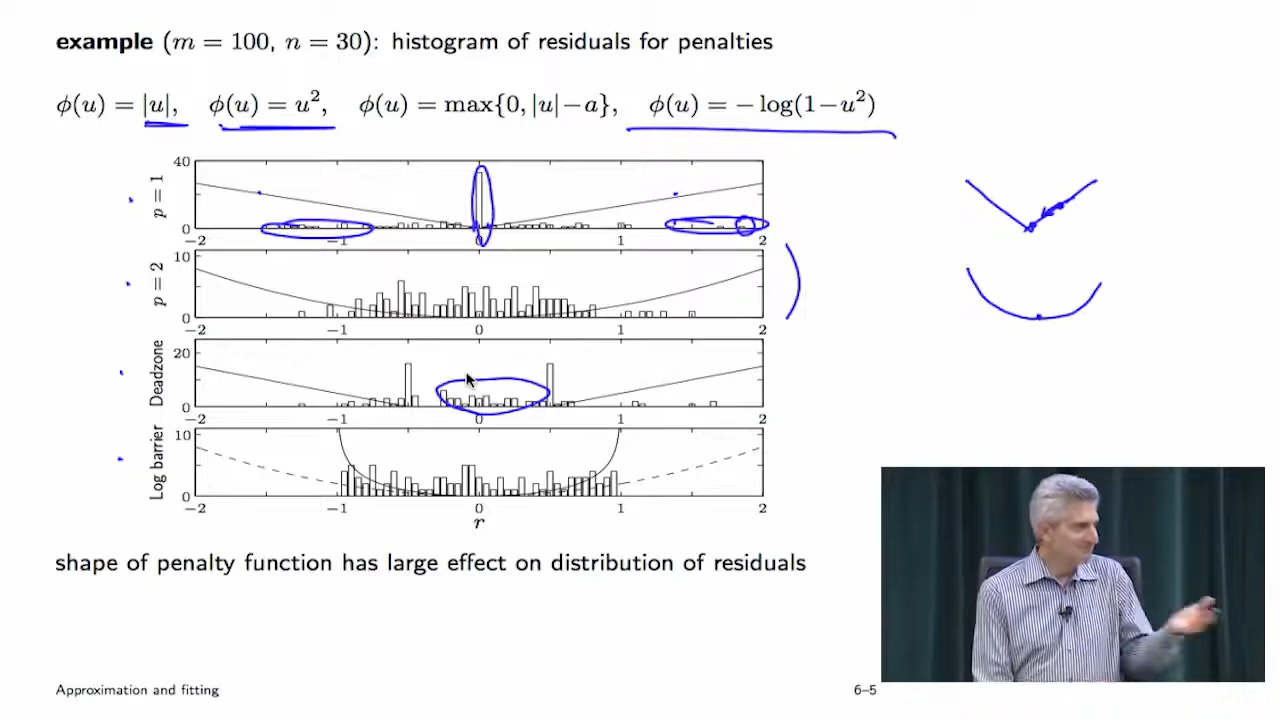 example (m = 100, n = 30): histogram of residuals for penalties
ϕ(u) = |u|, ϕ(u) = u², ϕ(u) = max{0, |u|−a}, ϕ(u) = − log(1−u²)
p = 1
40
0
−2 −1 0 1 2
p = 2
10
0
−2 −1 0 1 2
Deadzone
20
0
−2 −1 0 1 2
Log barrier
10
0
−2 −1 0 1 2
r
shape of penalty function has large effect on distribution of residuals
Approximation and fitting 6–5